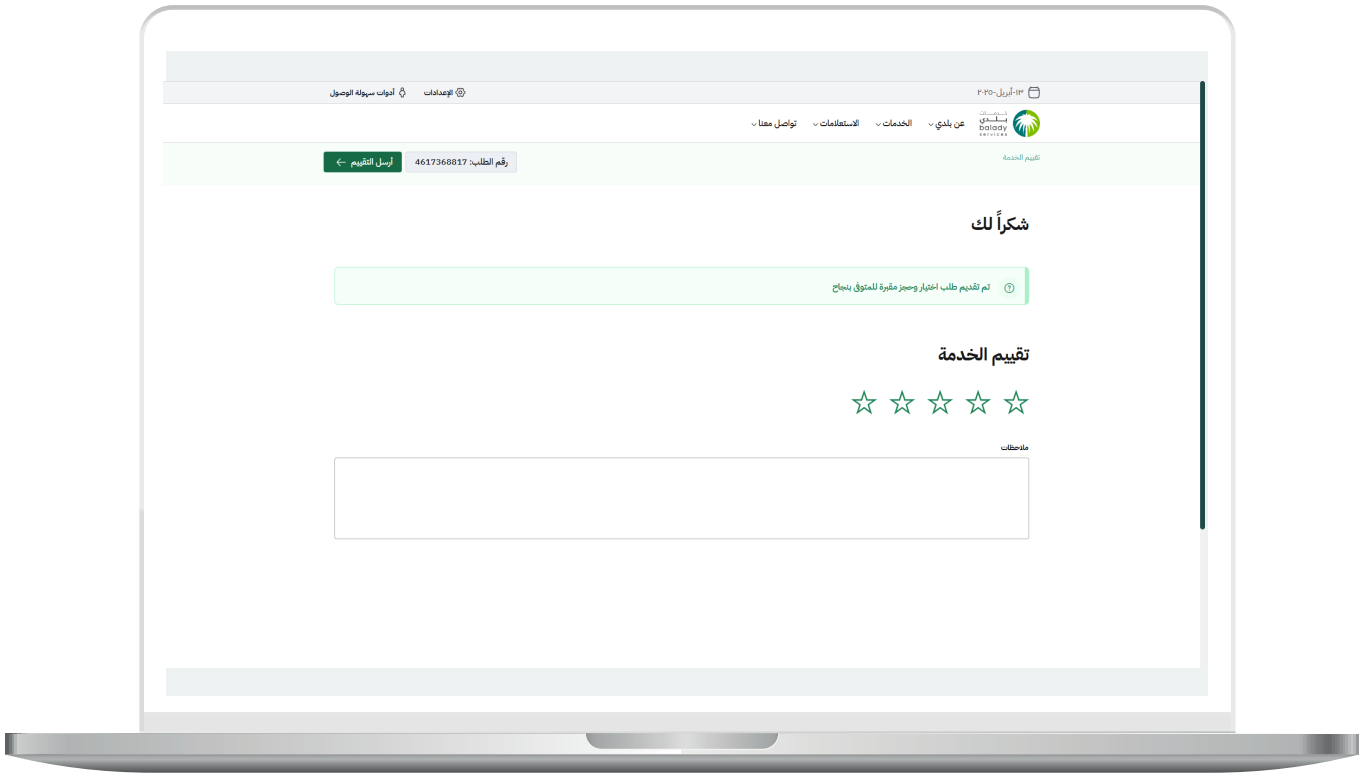 ١٣-أبريل-٢٠٢٥
الإعدادات
أدوات سهولة الوصول
خدمات
بلدي
balady
services
عن بلدي
الخدمات
الاستعلامات
تواصل معنا
تقييم الخدمة
رقم الطلب: 4617368817
أرسل التقييم
شكراً لك
تم تقديم طلب اختيار وحجز مقبرة للمتوفى بنجاح
تقييم الخدمة
ملاحظات